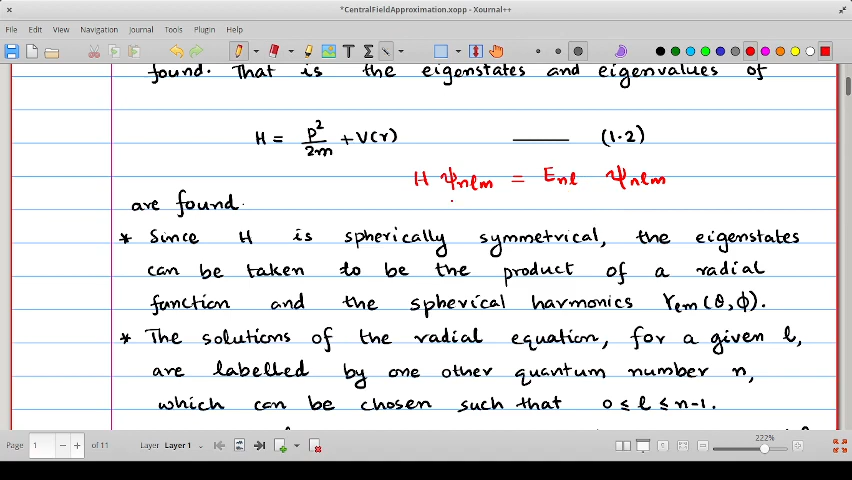 *CentralFieldApproximation.xopp - Xournal++
File Edit View Navigation Journal Tools Plugin Help
found. That is the eigenstates and eigenvalues of
H = p²/2m + V(r) ——— (1.2)
H ψnlm = Enl ψnlm
are found.
* Since H is spherically symmetrical, the eigenstates
can be taken to be the product of a radial
function and the spherical harmonics Yem(θ,ϕ).
* The solutions of the radial equation, for a given l,
are labelled by one other quantum number n,
which can be chosen such that 0 ≤ l ≤ n-1.
Page 1 of 11 Layer Layer 1 222%